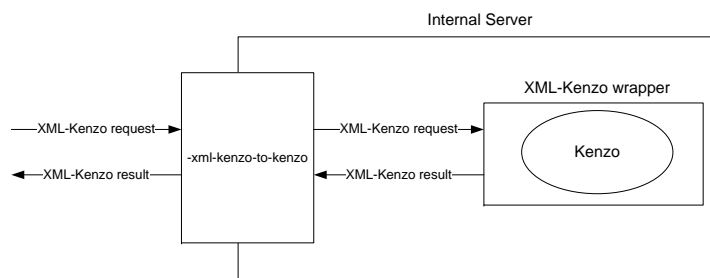 Internal Server
XML-Kenzo wrapper
XML-Kenzo request
XML-Kenzo request
-xml-kenzo-to-kenzo
Kenzo
XML-Kenzo result
XML-Kenzo result